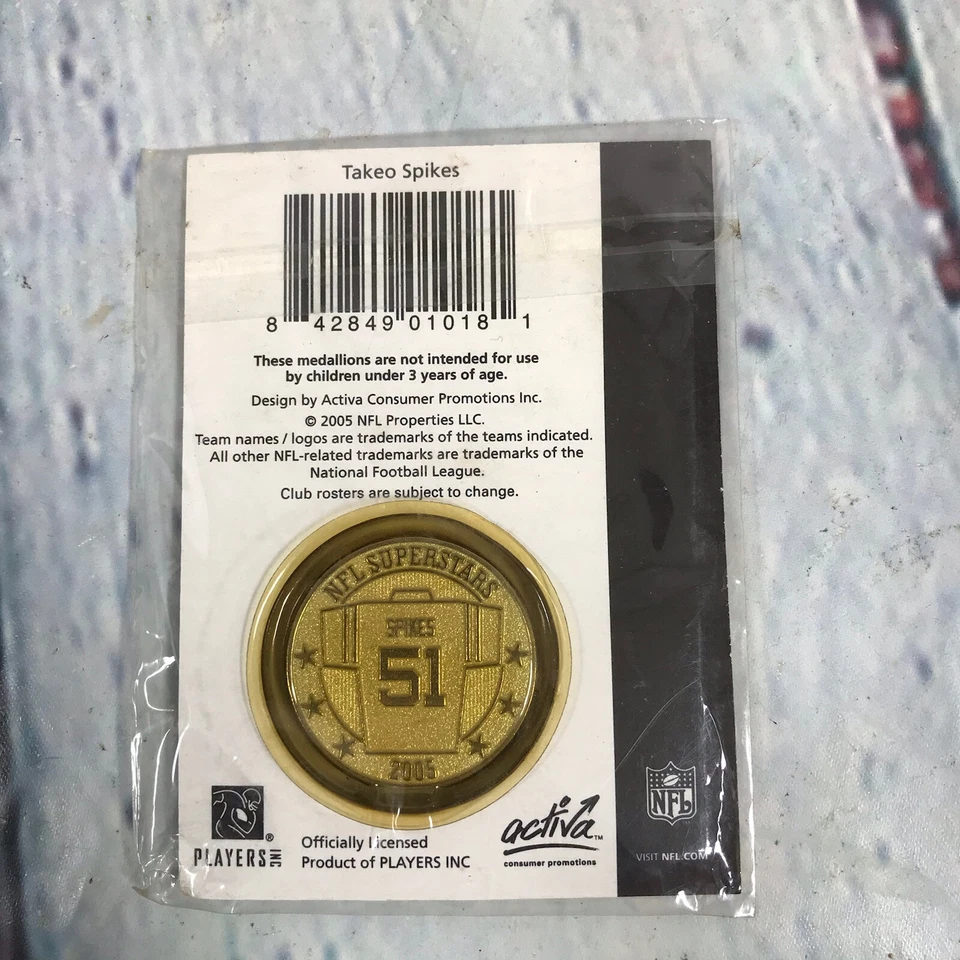 Takeo Spikes
8 42849 01018 1
These medallions are not intended for use
by children under 3 years of age.
Design by Activa Consumer Promotions Inc.
© 2005 NFL Properties LLC.
Team names / logos are trademarks of the teams indicated.
All other NFL-related trademarks are trademarks of the
National Football League.
Club rosters are subject to change.
NFL SUPERSTARS
SPIKES
51
2005
PLAYERS INC®
Officially Licensed
Product of PLAYERS INC
activa™
consumer promotions
NFL
VISIT NFL.COM